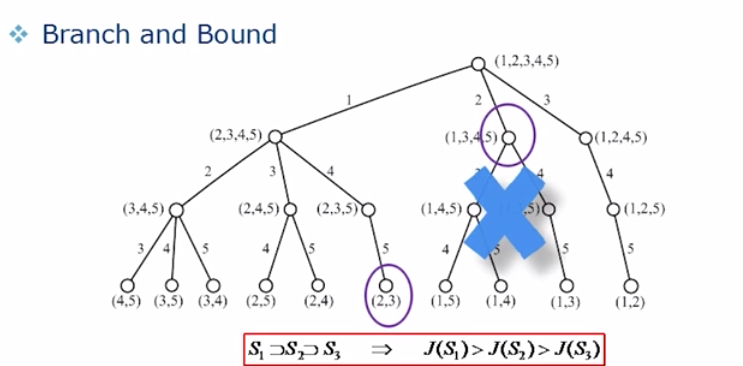 Branch and Bound
(1,2,3,4,5)
1 2 3
(2,3,4,5) (1,3,4,5) (1,2,4,5)
2 3 4 4 4
(3,4,5) (2,4,5) (2,3,5) (1,4,5) (1,2,5)
3 4 5 4 5 5 4 5 5 5
(4,5) (3,5) (3,4) (2,5) (2,4) (2,3) (1,5) (1,4) (1,3) (1,2)
S₁ ⊃ S₂ ⊃ S₃ ⇒ J(S₁) > J(S₂) > J(S₃)